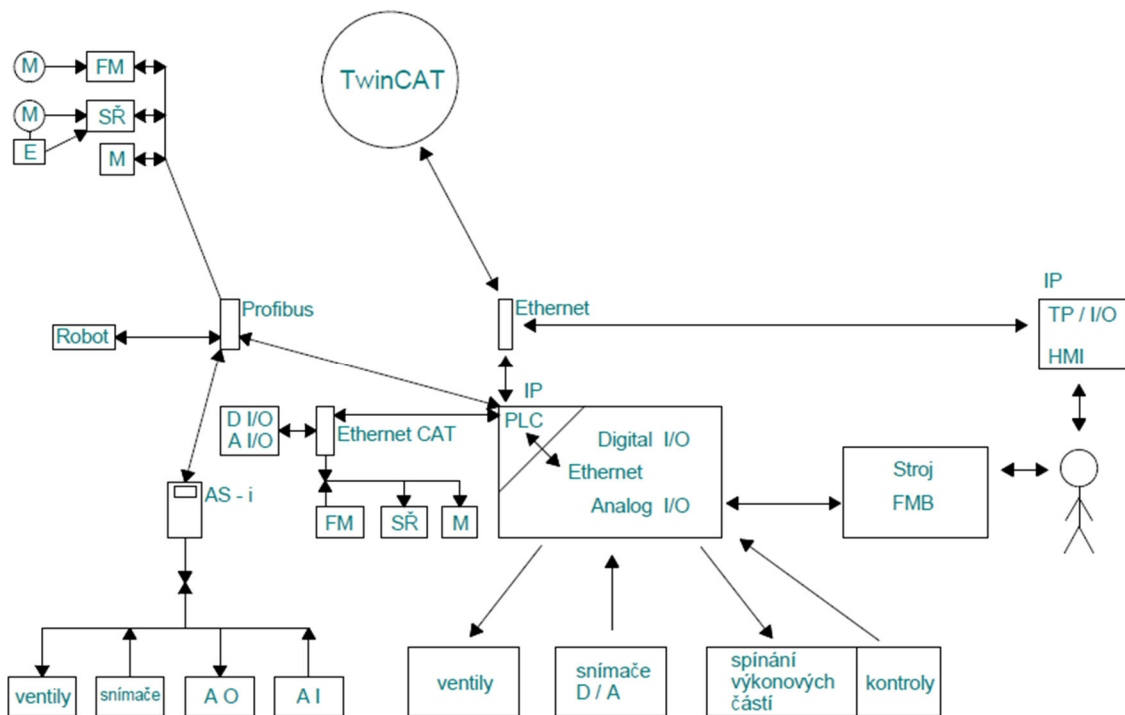 M
FM
TwinCAT
M
SŘ
E
M
IP
Profibus
Ethernet
TP / I/O
Robot
HMI
IP
D I/O
A I/O
Ethernet CAT
PLC
Digital I/O
Ethernet
Analog I/O
Stroj
FMB
AS - i
FM
SŘ
M
ventily
snímače
A O
A I
ventily
snímače
D / A
spínání
výkonových
částí
kontroly